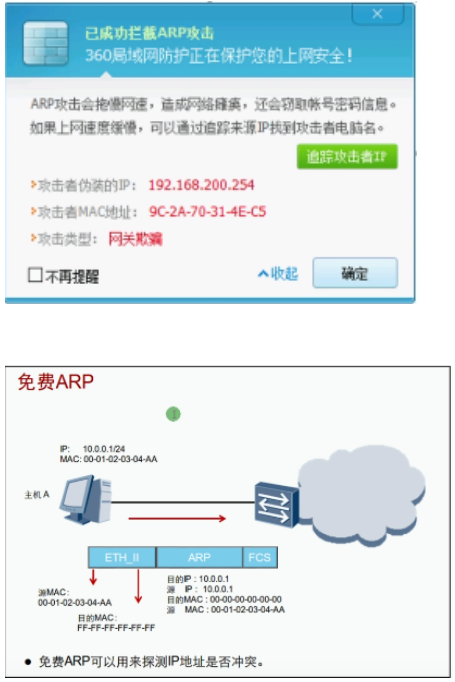 已成功拦截ARP攻击
360局域网防护正在保护您的上网安全!
ARP攻击会拖慢网速，造成网络瘫痪，还会窃取帐号密码信息。
如果上网速度缓慢，可以通过追踪来源IP找到攻击者电脑名。
追踪攻击者IP
攻击者伪装的IP： 192.168.200.254
攻击者MAC地址： 9C-2A-70-31-4E-C5
攻击类型： 网关欺骗
不再提醒 收起 确定
免费ARP
IP: 10.0.0.1/24
MAC: 00-01-02-03-04-AA
主机 A
ETH_II ARP FCS
目的IP : 10.0.0.1
源 IP : 10.0.0.1
目的MAC : 00-00-00-00-00-00
源 MAC : 00-01-02-03-04-AA
源MAC:
00-01-02-03-04-AA
目的MAC:
FF-FF-FF-FF-FF-FF
● 免费ARP可以用来探测IP地址是否冲突。